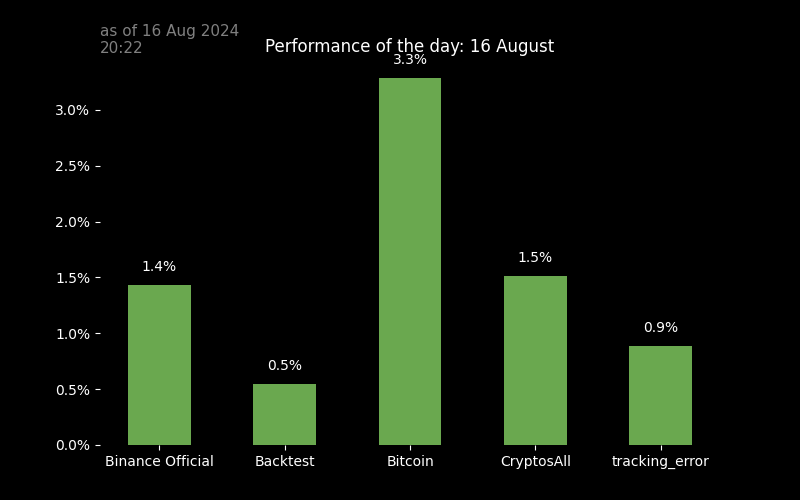 as of 16 Aug 2024
20:22
Performance of the day: 16 August
3.3%
3.0%
2.5%
2.0%
1.5%
1.0%
0.5%
0.0%
1.4%
0.5%
1.5%
0.9%
Binance Official
Backtest
Bitcoin
CryptosAll
tracking_error